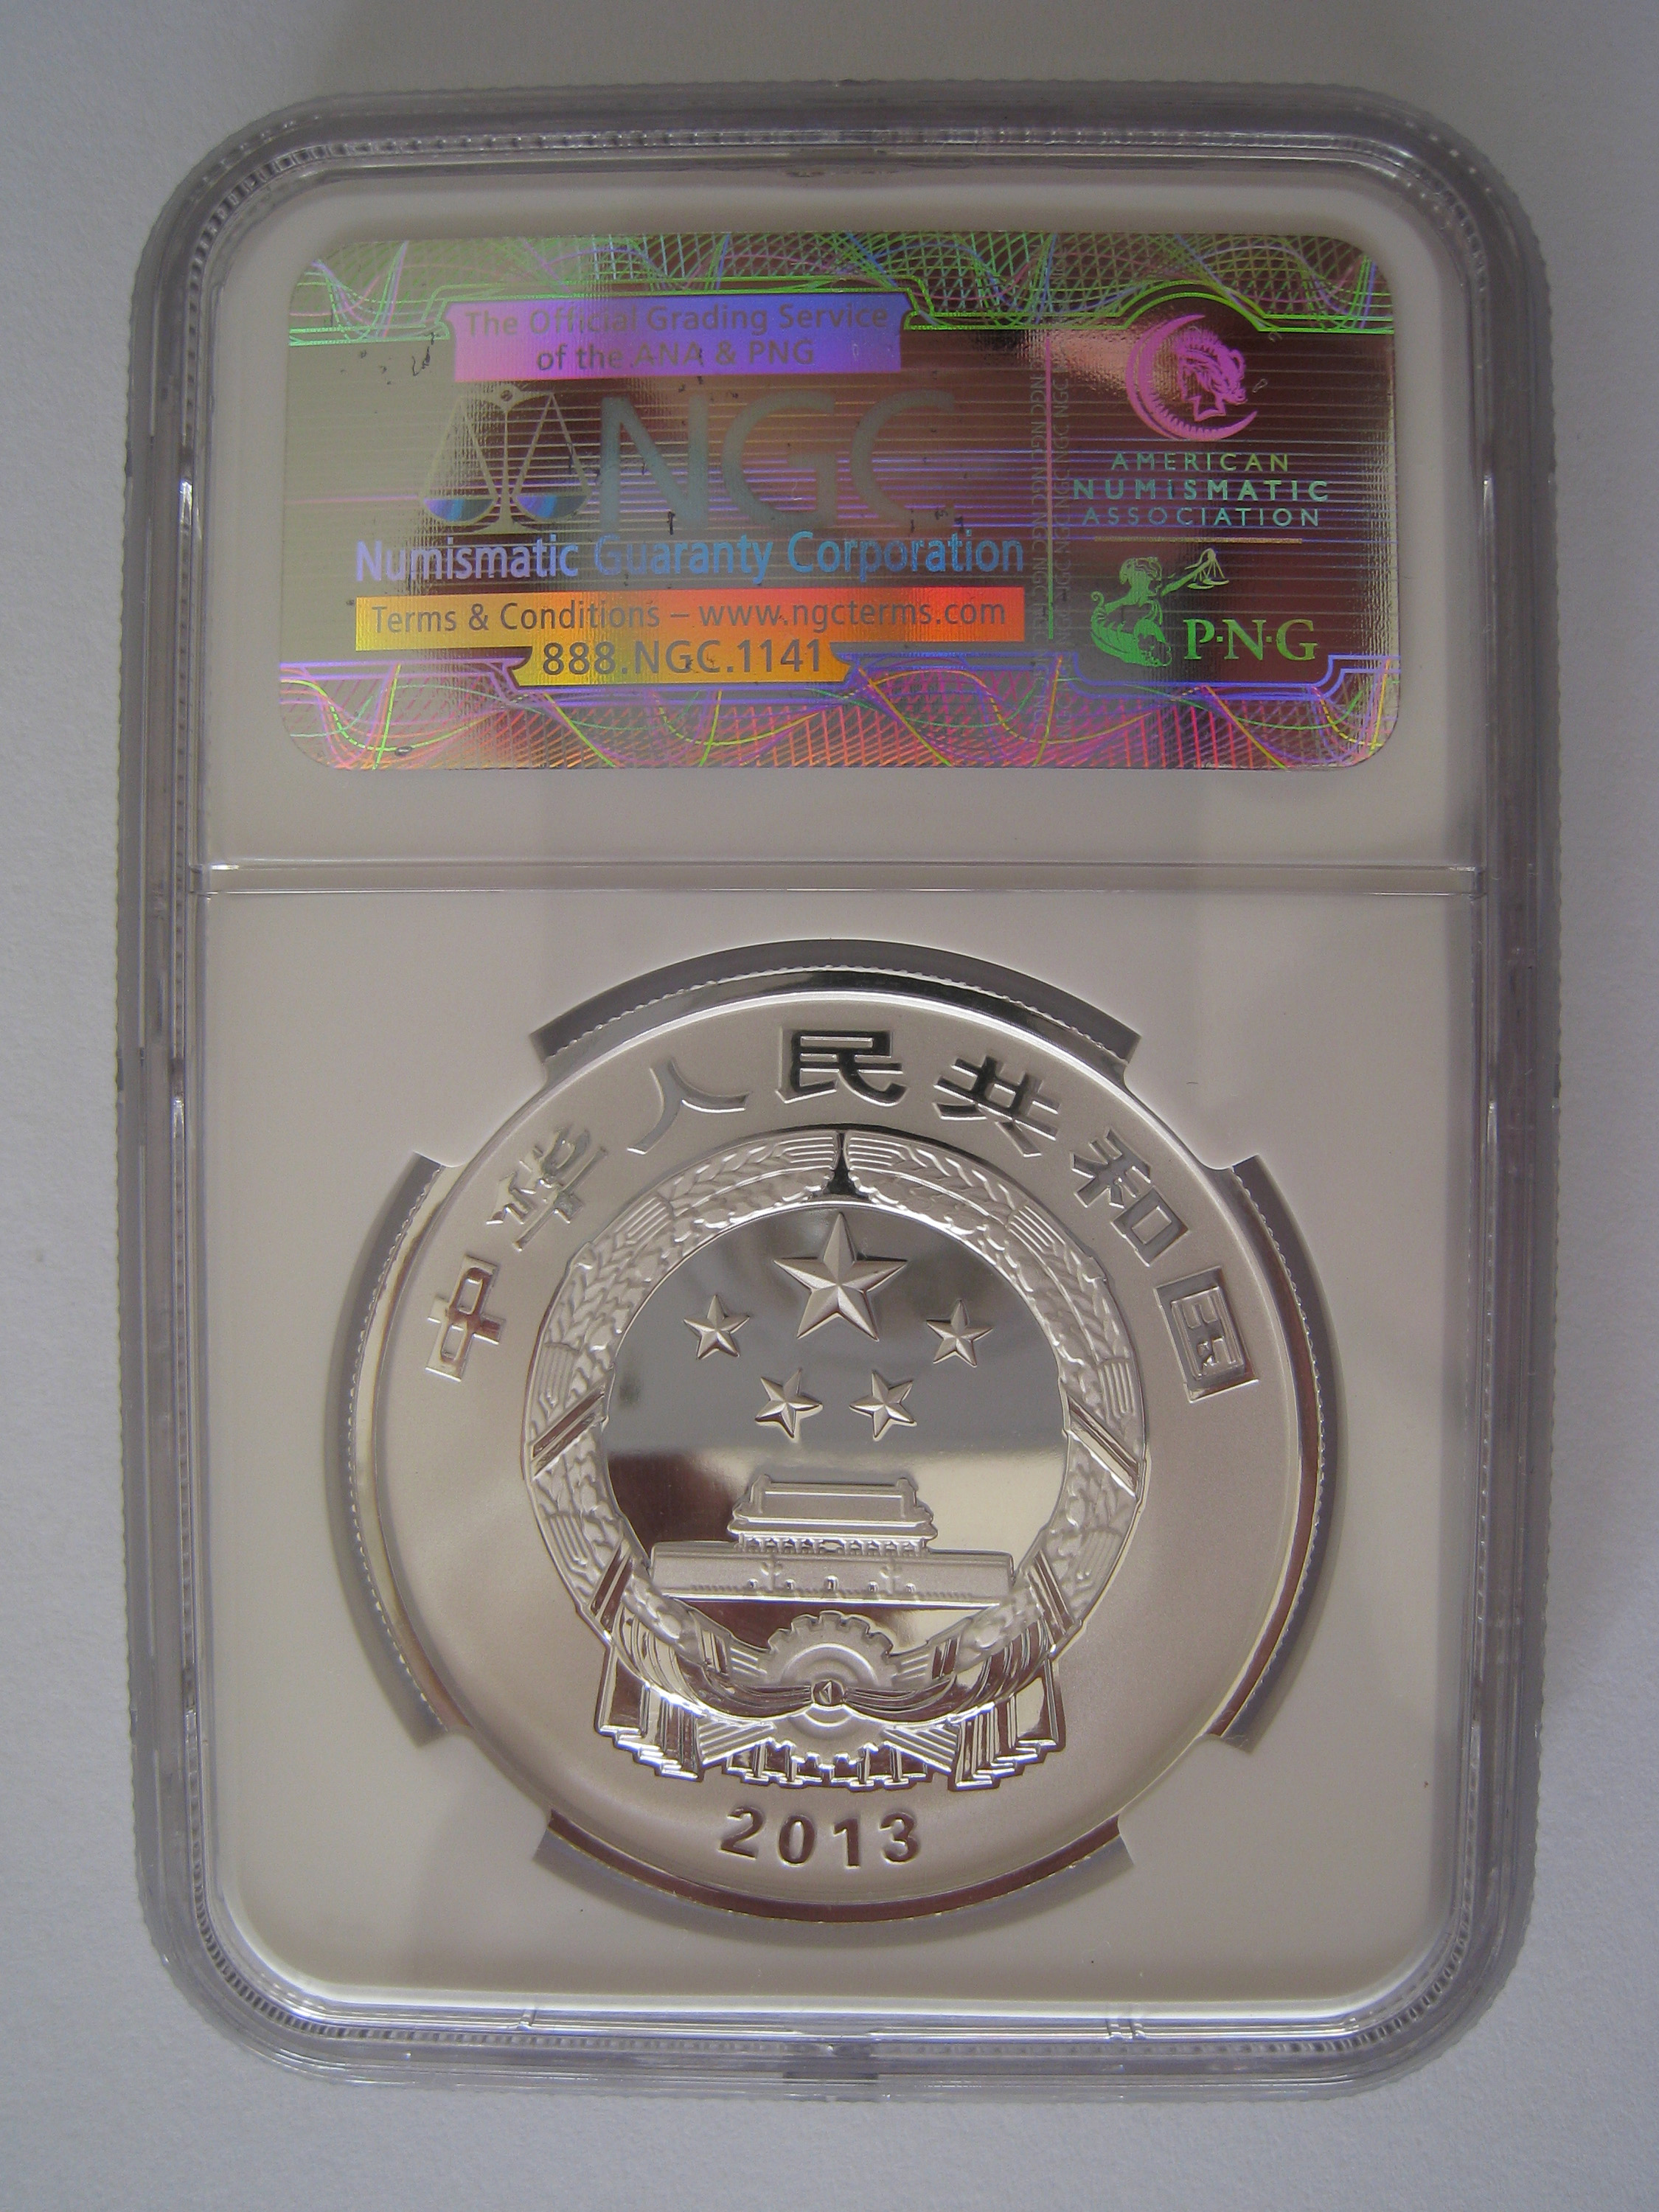 The Official Grading Service
of the ANA & PNG
NGC
Numismatic Guaranty Corporation
Terms & Conditions – www.ngcterms.com
888.NGC.1141
AMERICAN
NUMISMATIC
ASSOCIATION
P·N·G
中华人民共和国
2013